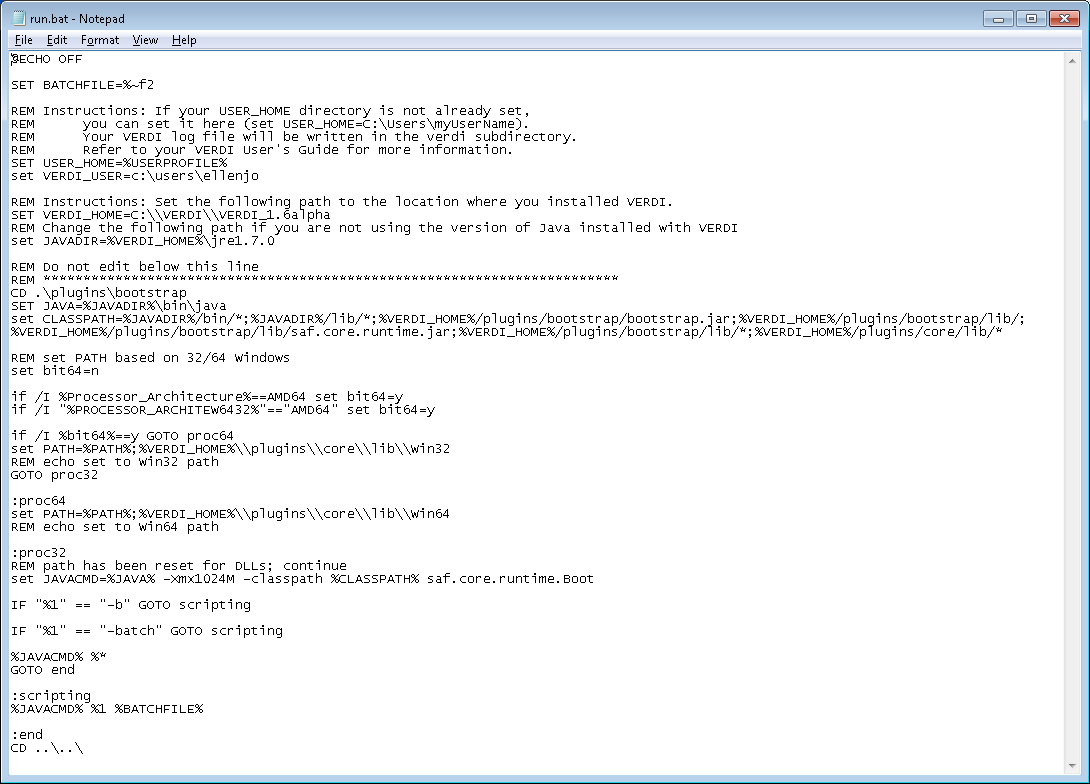 run.bat - Notepad
File Edit Format View Help
@ECHO OFF
SET BATCHFILE=%~f2
REM Instructions: If your USER_HOME directory is not already set,
REM      you can set it here (set USER_HOME=C:\Users\myUserName).
REM      Your VERDI log file will be written in the verdi subdirectory.
REM      Refer to your VERDI User's Guide for more information.
SET USER_HOME=%USERPROFILE%
set VERDI_USER=c:\users\ellenjo
REM Instructions: Set the following path to the location where you installed VERDI.
SET VERDI_HOME=C:\\VERDI\\VERDI_1.6alpha
REM Change the following path if you are not using the version of Java installed with VERDI
set JAVADIR=%VERDI_HOME%\jre1.7.0
REM Do not edit below this line
REM ************************************************************************
CD .\plugins\bootstrap
SET JAVA=%JAVADIR%\bin\java
set CLASSPATH=%JAVADIR%/bin/*;%JAVADIR%/lib/*;%VERDI_HOME%/plugins/bootstrap/bootstrap.jar;%VERDI_HOME%/plugins/bootstrap/lib/;
%VERDI_HOME%/plugins/bootstrap/lib/saf.core.runtime.jar;%VERDI_HOME%/plugins/bootstrap/lib/*;%VERDI_HOME%/plugins/core/lib/*
REM set PATH based on 32/64 Windows
set bit64=n
if /I %Processor_Architecture%==AMD64 set bit64=y
if /I "%PROCESSOR_ARCHITEW6432%"=="AMD64" set bit64=y
if /I %bit64%==y GOTO proc64
set PATH=%PATH%;%VERDI_HOME%\\plugins\\core\\lib\\Win32
REM echo set to Win32 path
GOTO proc32
:proc64
set PATH=%PATH%;%VERDI_HOME%\\plugins\\core\\lib\\Win64
REM echo set to Win64 path
:proc32
REM path has been reset for DLLs; continue
set JAVACMD=%JAVA% -Xmx1024M -classpath %CLASSPATH% saf.core.runtime.Boot
IF "%1" == "-b" GOTO scripting
IF "%1" == "-batch" GOTO scripting
%JAVACMD% %*
GOTO end
:scripting
%JAVACMD% %1 %BATCHFILE%
:end
CD ..\..\